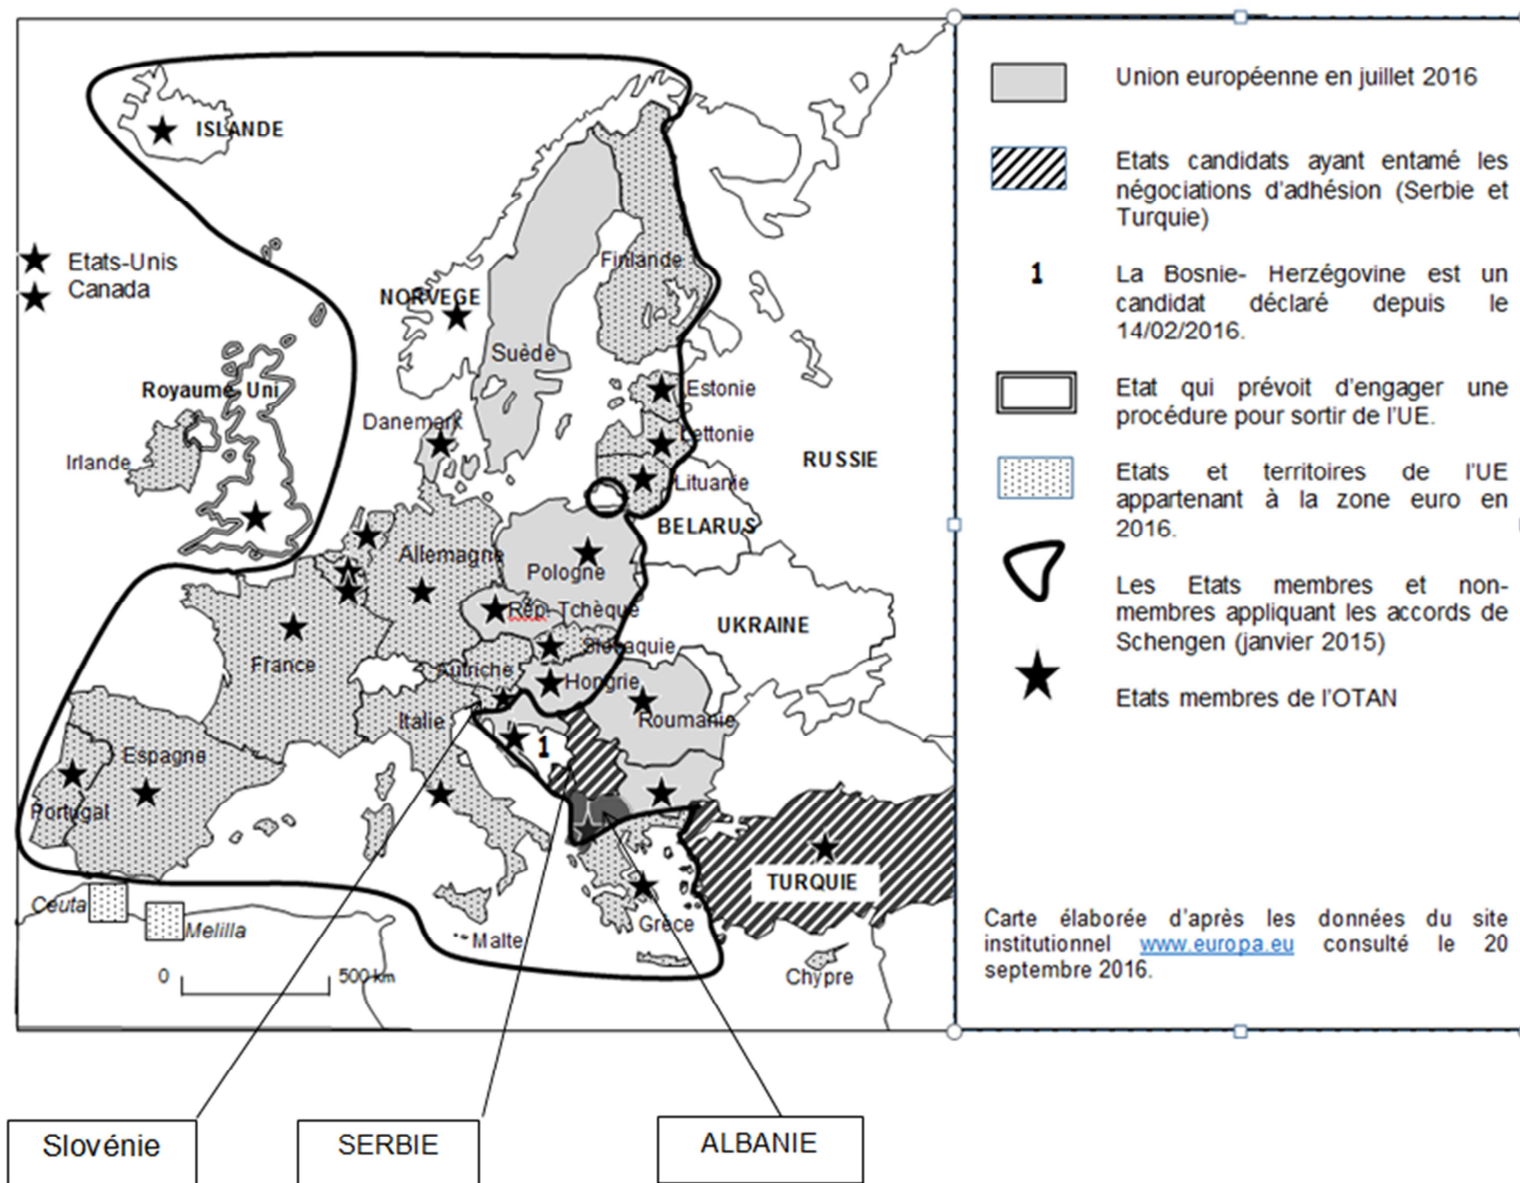 ISLANDE
Etats-Unis
Canada
NORVEGE
Finlande
Suède
Royaume-Uni
Estonie
Danemark
Lettonie
Irlande
Lituanie
RUSSIE
BELARUS
Allemagne
Pologne
Rép- Tchèque
UKRAINE
Slovaquie
France
Autriche
Hongrie
Italie
Roumanie
1
Espagne
Portugal
TURQUIE
Ceuta
Melilla
Malte
Grèce
Chypre
0 500 km
Slovénie
SERBIE
ALBANIE
Union européenne en juillet 2016
Etats candidats ayant entamé les
négociations d'adhésion (Serbie et
Turquie)
1
La Bosnie- Herzégovine est un
candidat déclaré depuis le
14/02/2016.
Etat qui prévoit d'engager une
procédure pour sortir de l'UE.
Etats et territoires de l'UE
appartenant à la zone euro en
2016.
Les Etats membres et non-
membres appliquant les accords de
Schengen (janvier 2015)
Etats membres de l'OTAN
Carte élaborée d'après les données du site
institutionnel www.europa.eu consulté le 20
septembre 2016.